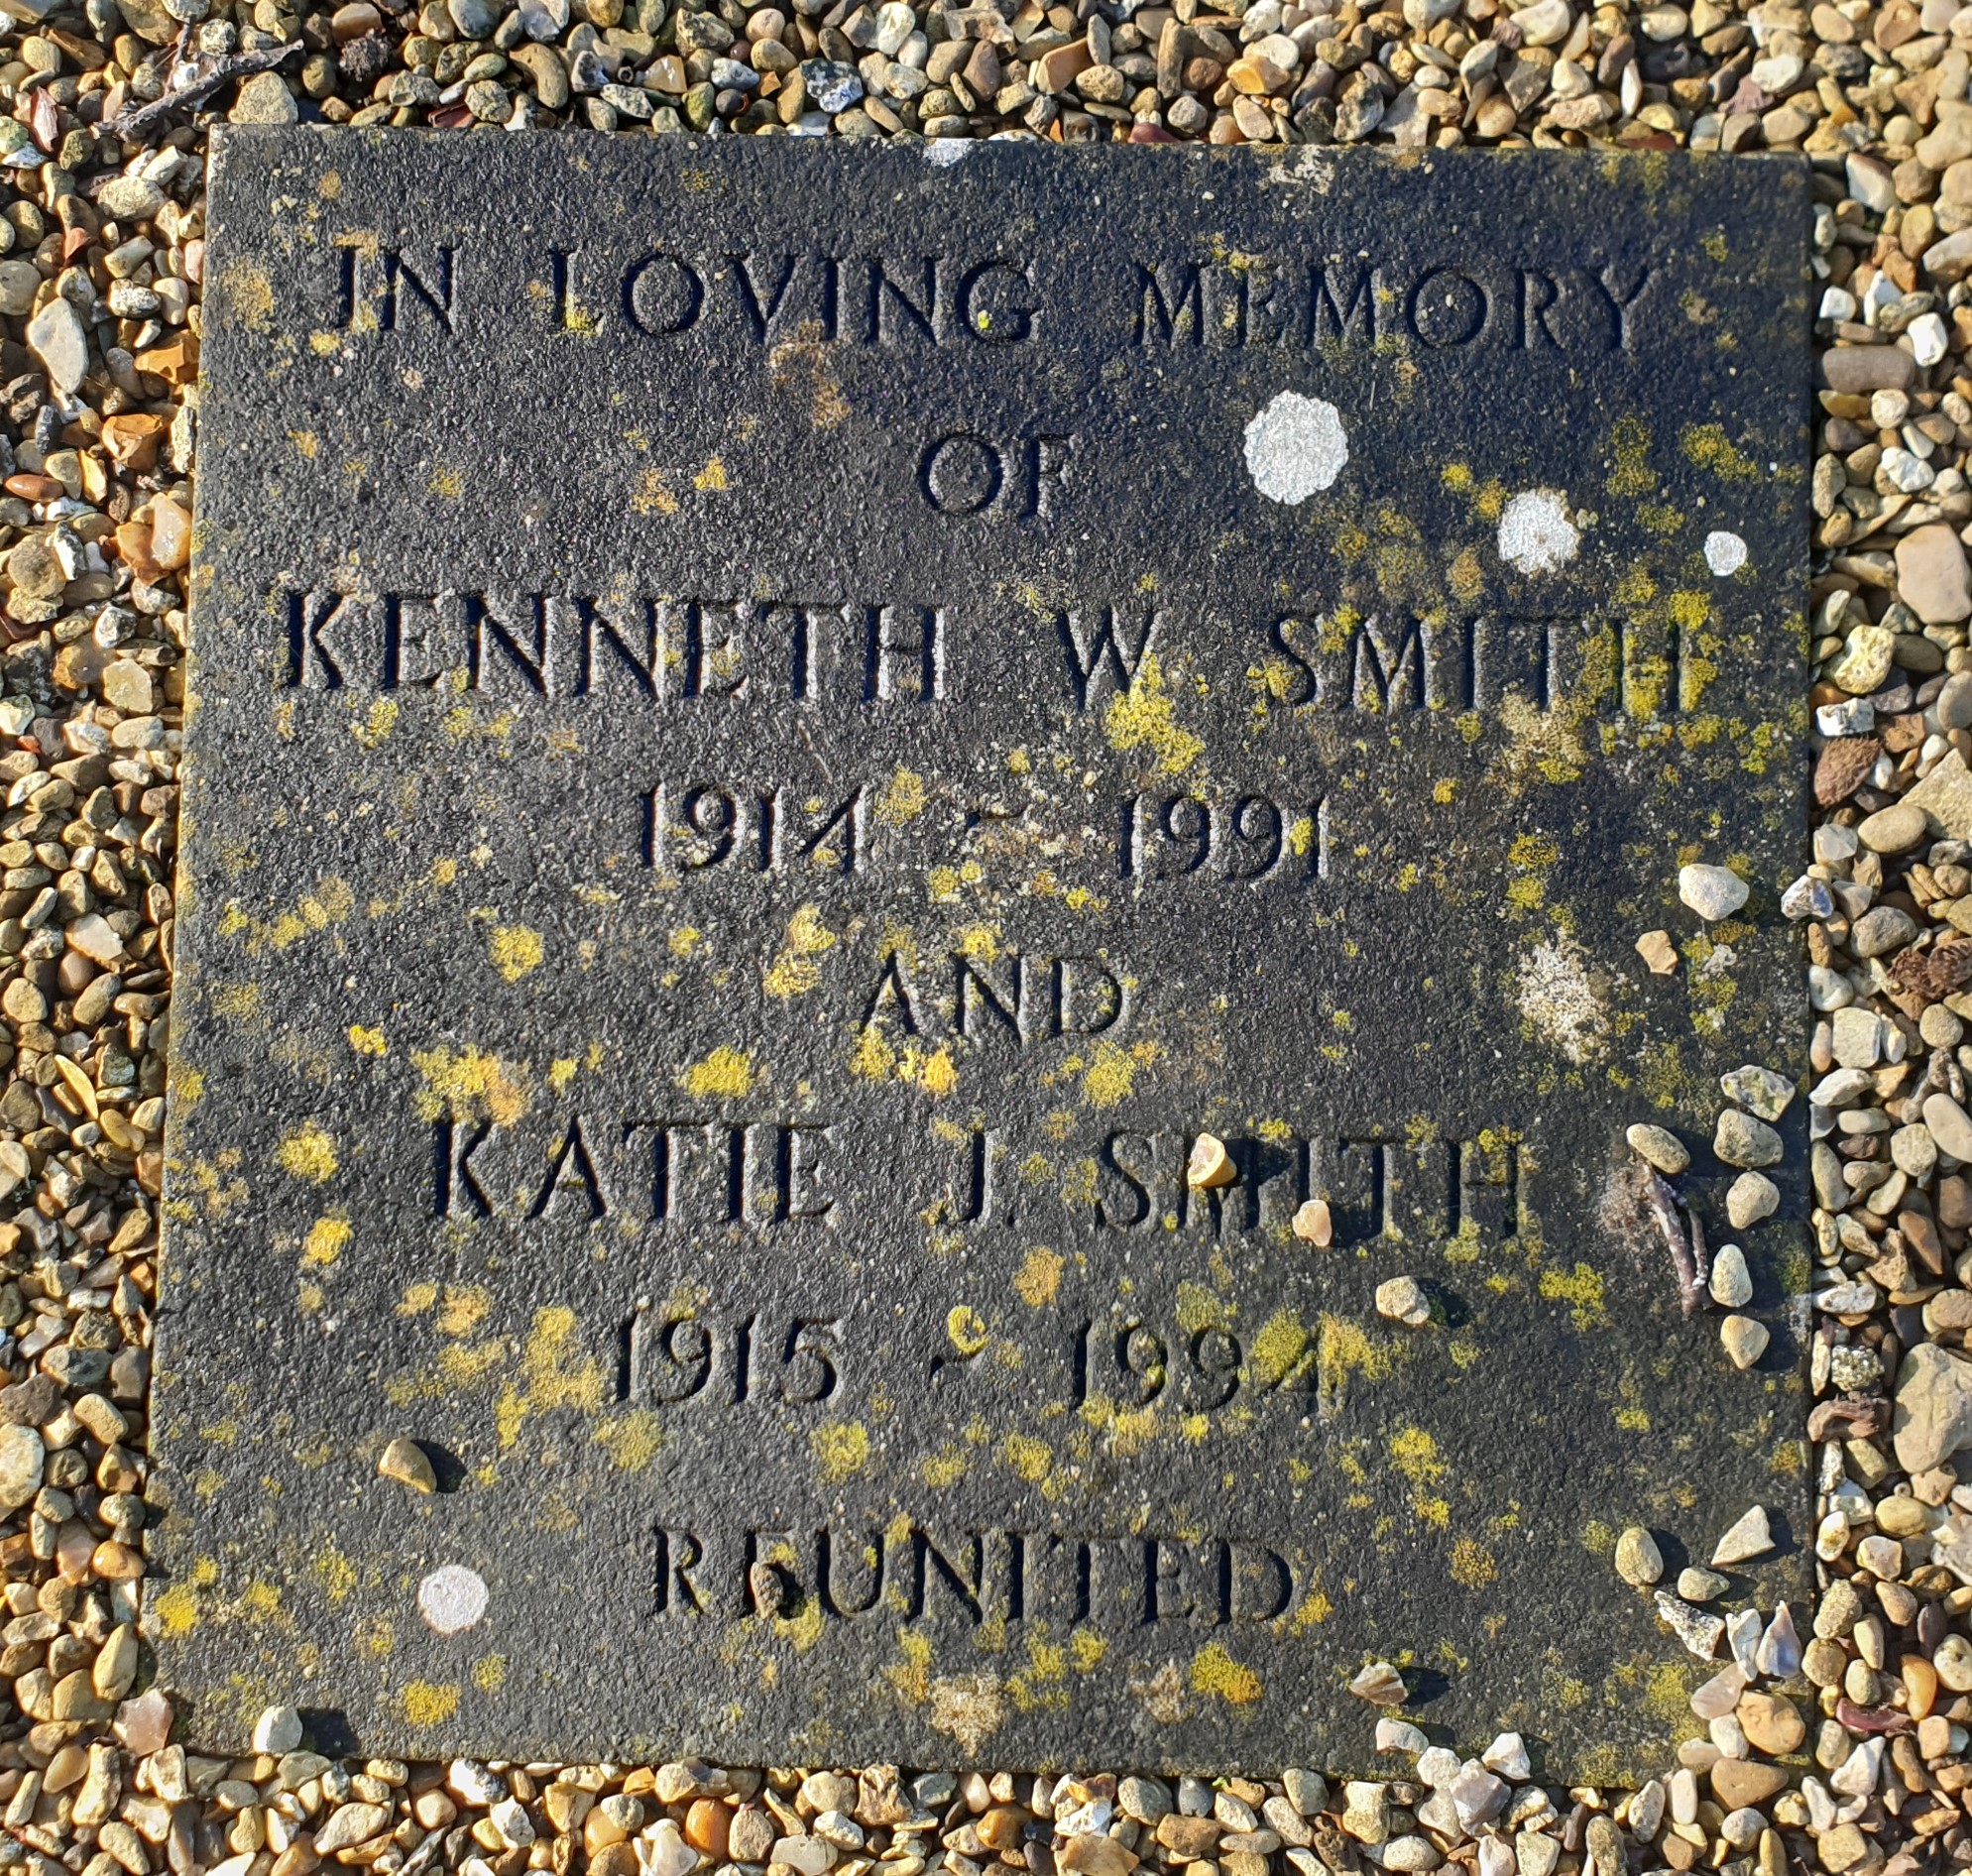 IN LOVING MEMORY
OF
KENNETH W SMITH
1914 ~ 1991
AND
KATIE J. SMITH
1915 ~ 1994
REUNITED